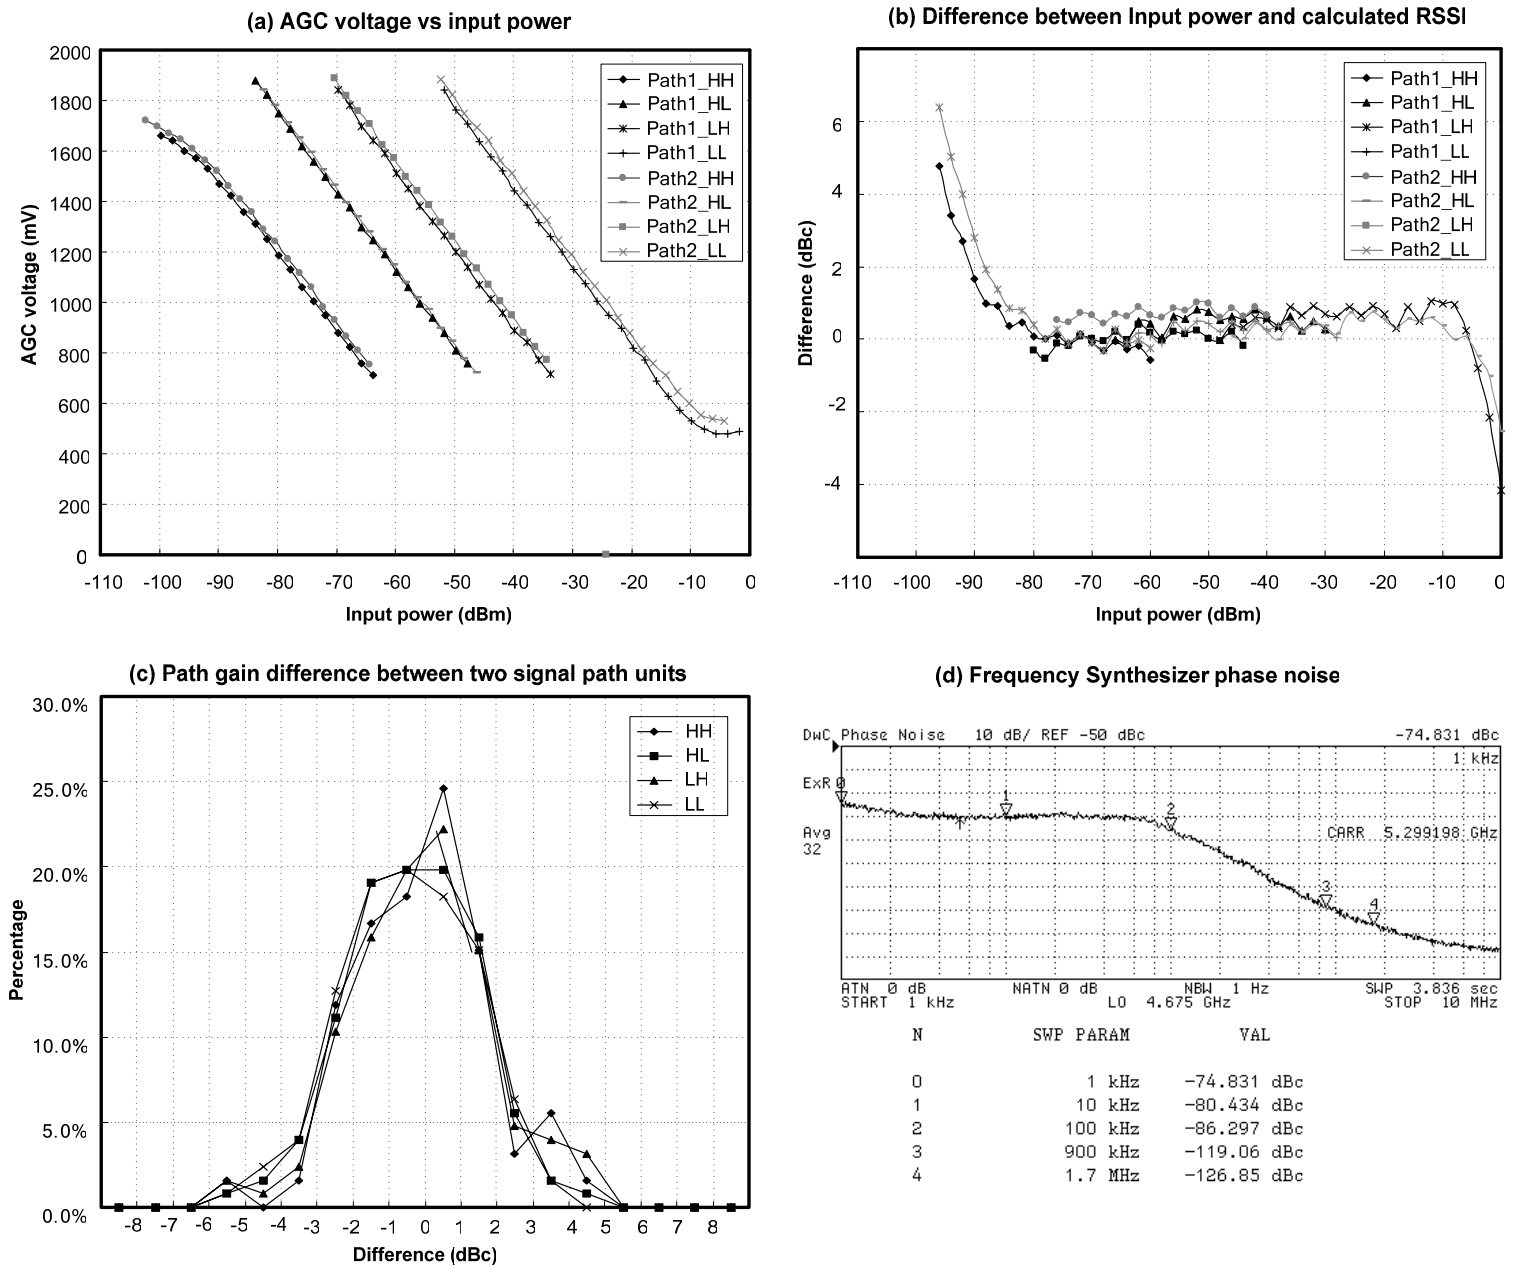 (a) AGC voltage vs input power
2000
1800
1600
1400
1200
1000
800
600
400
200
0
AGC voltage (mV)
-110 -100 -90 -80 -70 -60 -50 -40 -30 -20 -10 0
Input power (dBm)
Path1_HH
Path1_HL
Path1_LH
Path1_LL
Path2_HH
Path2_HL
Path2_LH
Path2_LL
(b) Difference between Input power and calculated RSSI
6
4
2
0
-2
-4
Difference (dBc)
-110 -100 -90 -80 -70 -60 -50 -40 -30 -20 -10 0
Input power (dBm)
Path1_HH
Path1_HL
Path1_LH
Path1_LL
Path2_HH
Path2_HL
Path2_LH
Path2_LL
(c) Path gain difference between two signal path units
30.0%
25.0%
20.0%
15.0%
10.0%
5.0%
0.0%
Percentage
-8 -7 -6 -5 -4 -3 -2 -1 0 1 2 3 4 5 6 7 8
Difference (dBc)
HH
HL
LH
LL
(d) Frequency Synthesizer phase noise
DwC Phase Noise 10 dB/ REF -50 dBc -74.831 dBc
1 kHz
ExR 0
1
2
Avg
32
CARR 5.299198 GHz
3
4
ATN 0 dB NATN 0 dB NBW 1 Hz SWP 3.836 sec
START 1 kHz LO 4.675 GHz STOP 10 MHz
N SWP PARAM VAL
0 1 kHz -74.831 dBc
1 10 kHz -80.434 dBc
2 100 kHz -86.297 dBc
3 900 kHz -119.06 dBc
4 1.7 MHz -126.85 dBc